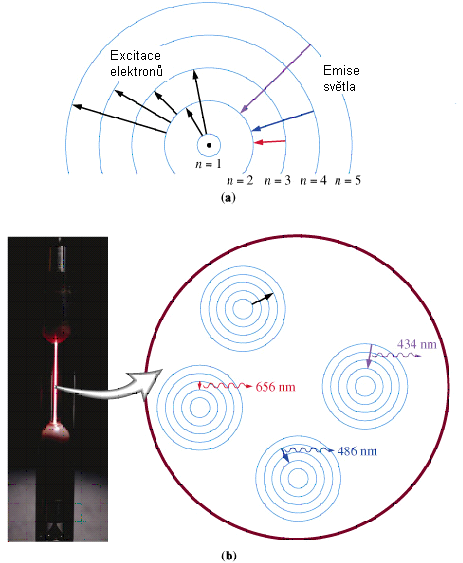 Excitace
elektronů
Emise
světla
n = 1
n = 2 n = 3 n = 4 n = 5
(a)
434 nm
656 nm
486 nm
(b)